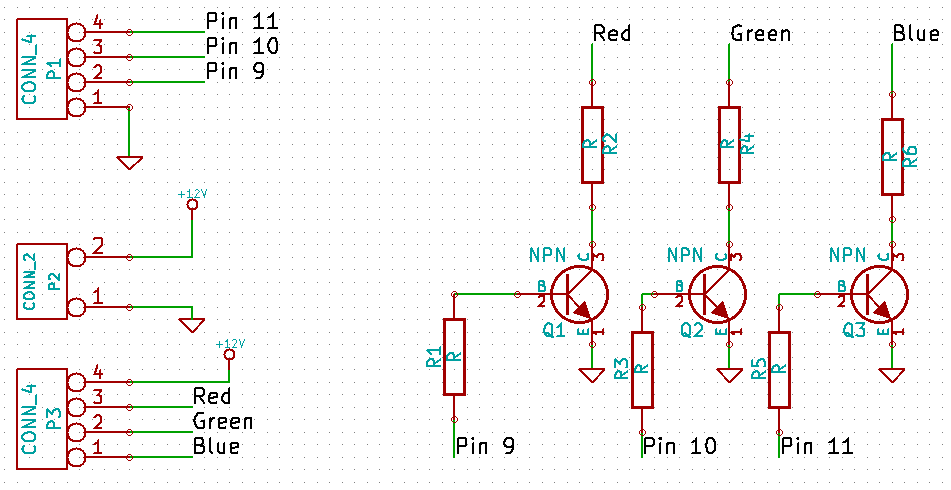 CONN_4
P1
4
Pin 11
3
Pin 10
2
Pin 9
1
+12V
CONN_2
P2
2
1
+12V
CONN_4
P3
4
3
Red
2
Green
1
Blue
Red
R
R2
NPN
C
3
B
2
Q1
E
1
R1
R
Pin 9
Green
R
R4
NPN
C
3
B
2
Q2
E
1
R3
R
Pin 10
Blue
R
R6
NPN
C
3
B
2
Q3
E
1
R5
R
Pin 11